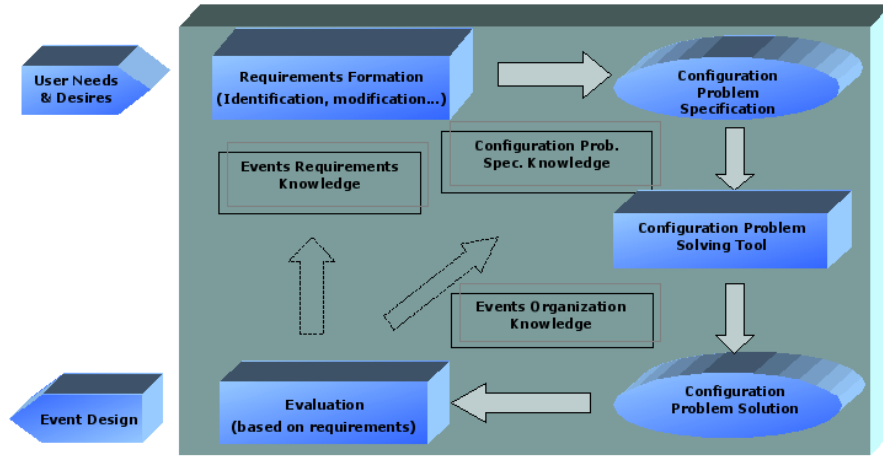 User Needs
& Desires
Requirements Formation
(Identification, modification...)
Configuration
Problem
Specification
Events Requirements
Knowledge
Configuration Prob.
Spec. Knowledge
Configuration Problem
Solving Tool
Events Organization
Knowledge
Event Design
Evaluation
(based on requirements)
Configuration
Problem Solution